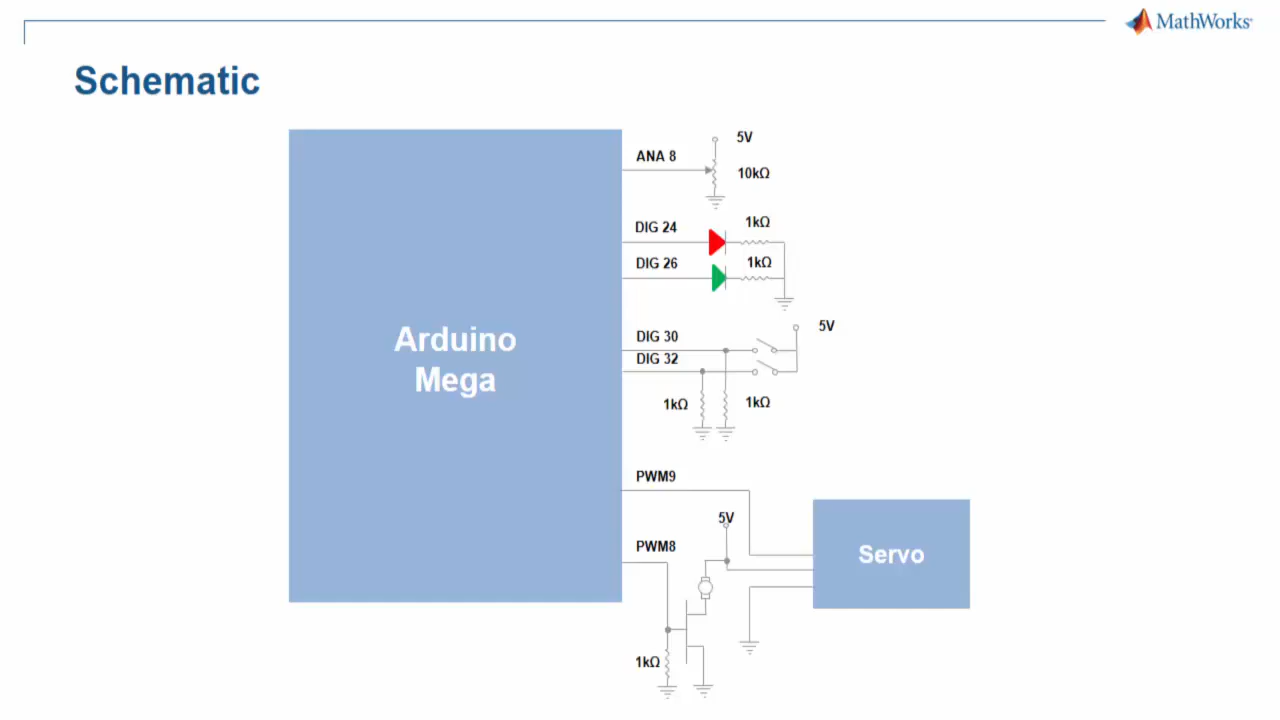 MathWorks
Schematic
5V
ANA 8
10kΩ
1kΩ
DIG 24
1kΩ
DIG 26
5V
DIG 30
DIG 32
Arduino
Mega
1kΩ
1kΩ
PWM9
5V
PWM8
Servo
1kΩ